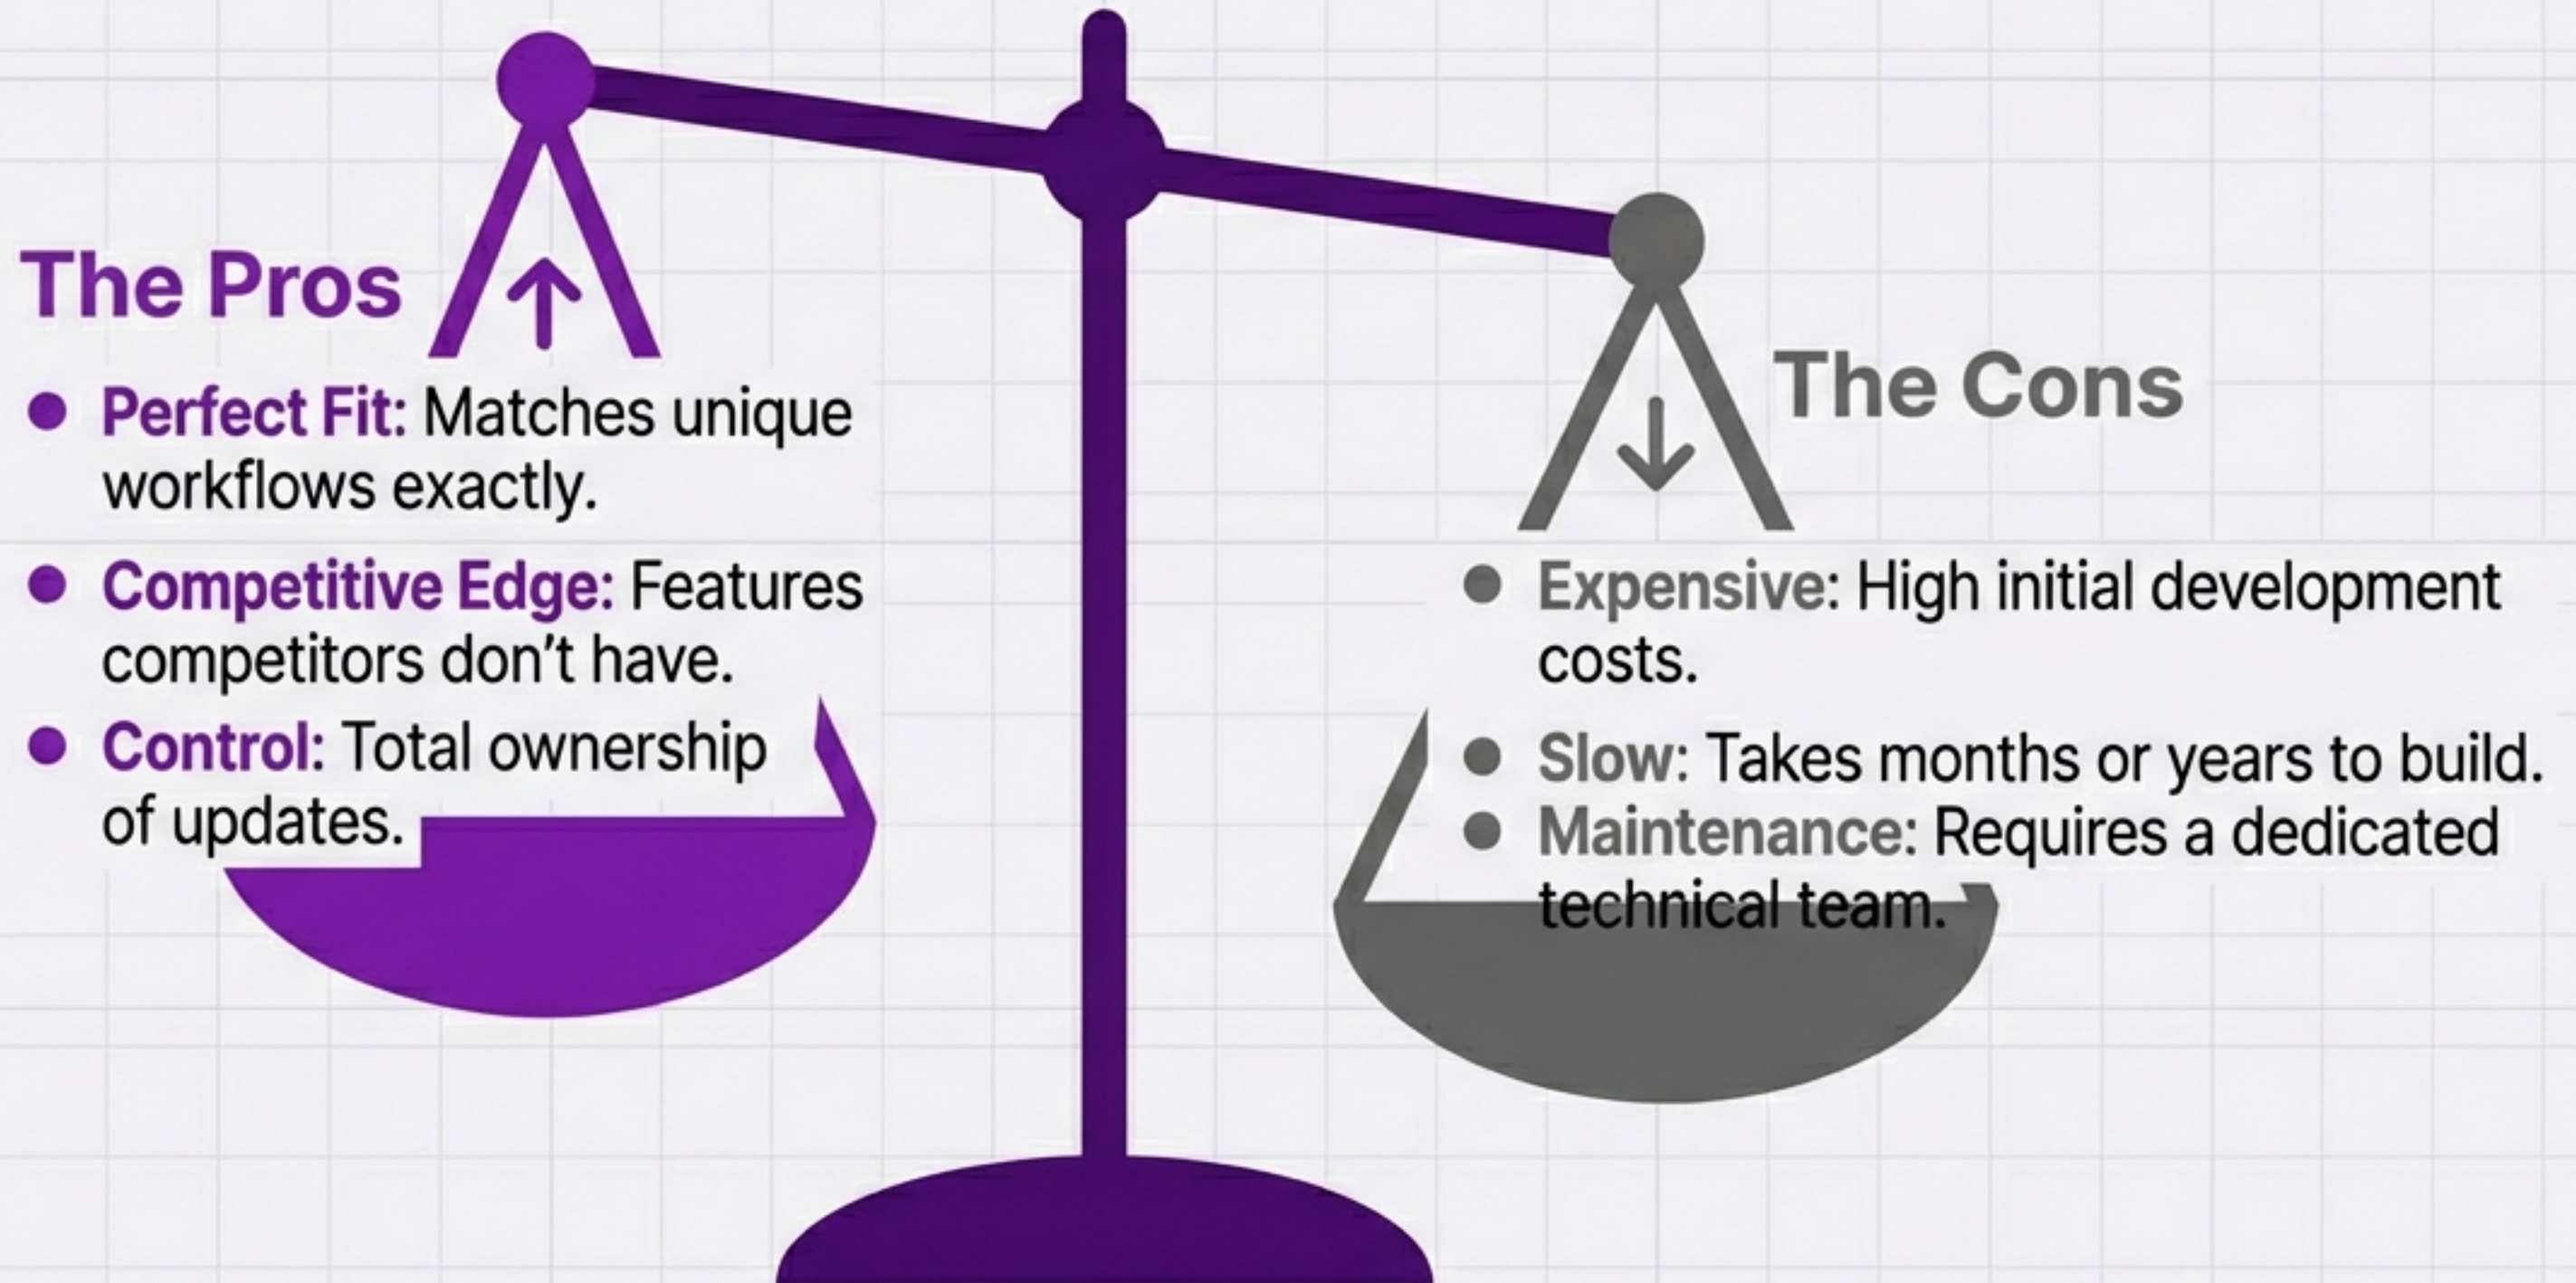 The Pros
● Perfect Fit: Matches unique
workflows exactly.
● Competitive Edge: Features
competitors don’t have.
● Control: Total ownership
of updates.
The Cons
● Expensive: High initial development
costs.
● Slow: Takes months or years to build.
● Maintenance: Requires a dedicated
technical team.